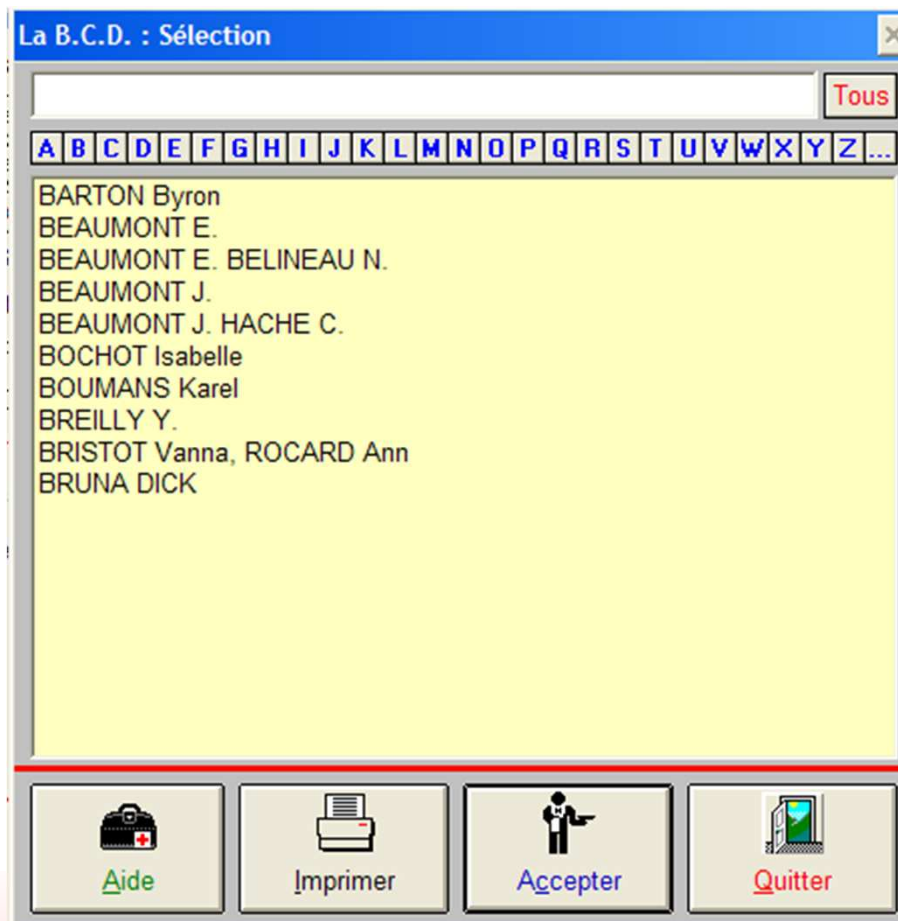 La B.C.D. : Sélection
Tous
A B C D E F G H I J K L M N O P Q R S T U V W X Y Z ...
BARTON Byron
BEAUMONT E.
BEAUMONT E. BELINEAU N.
BEAUMONT J.
BEAUMONT J. HACHE C.
BOCHOT Isabelle
BOUMANS Karel
BREILLY Y.
BRISTOT Vanna, ROCARD Ann
BRUNA DICK
Aide Imprimer Accepter Quitter